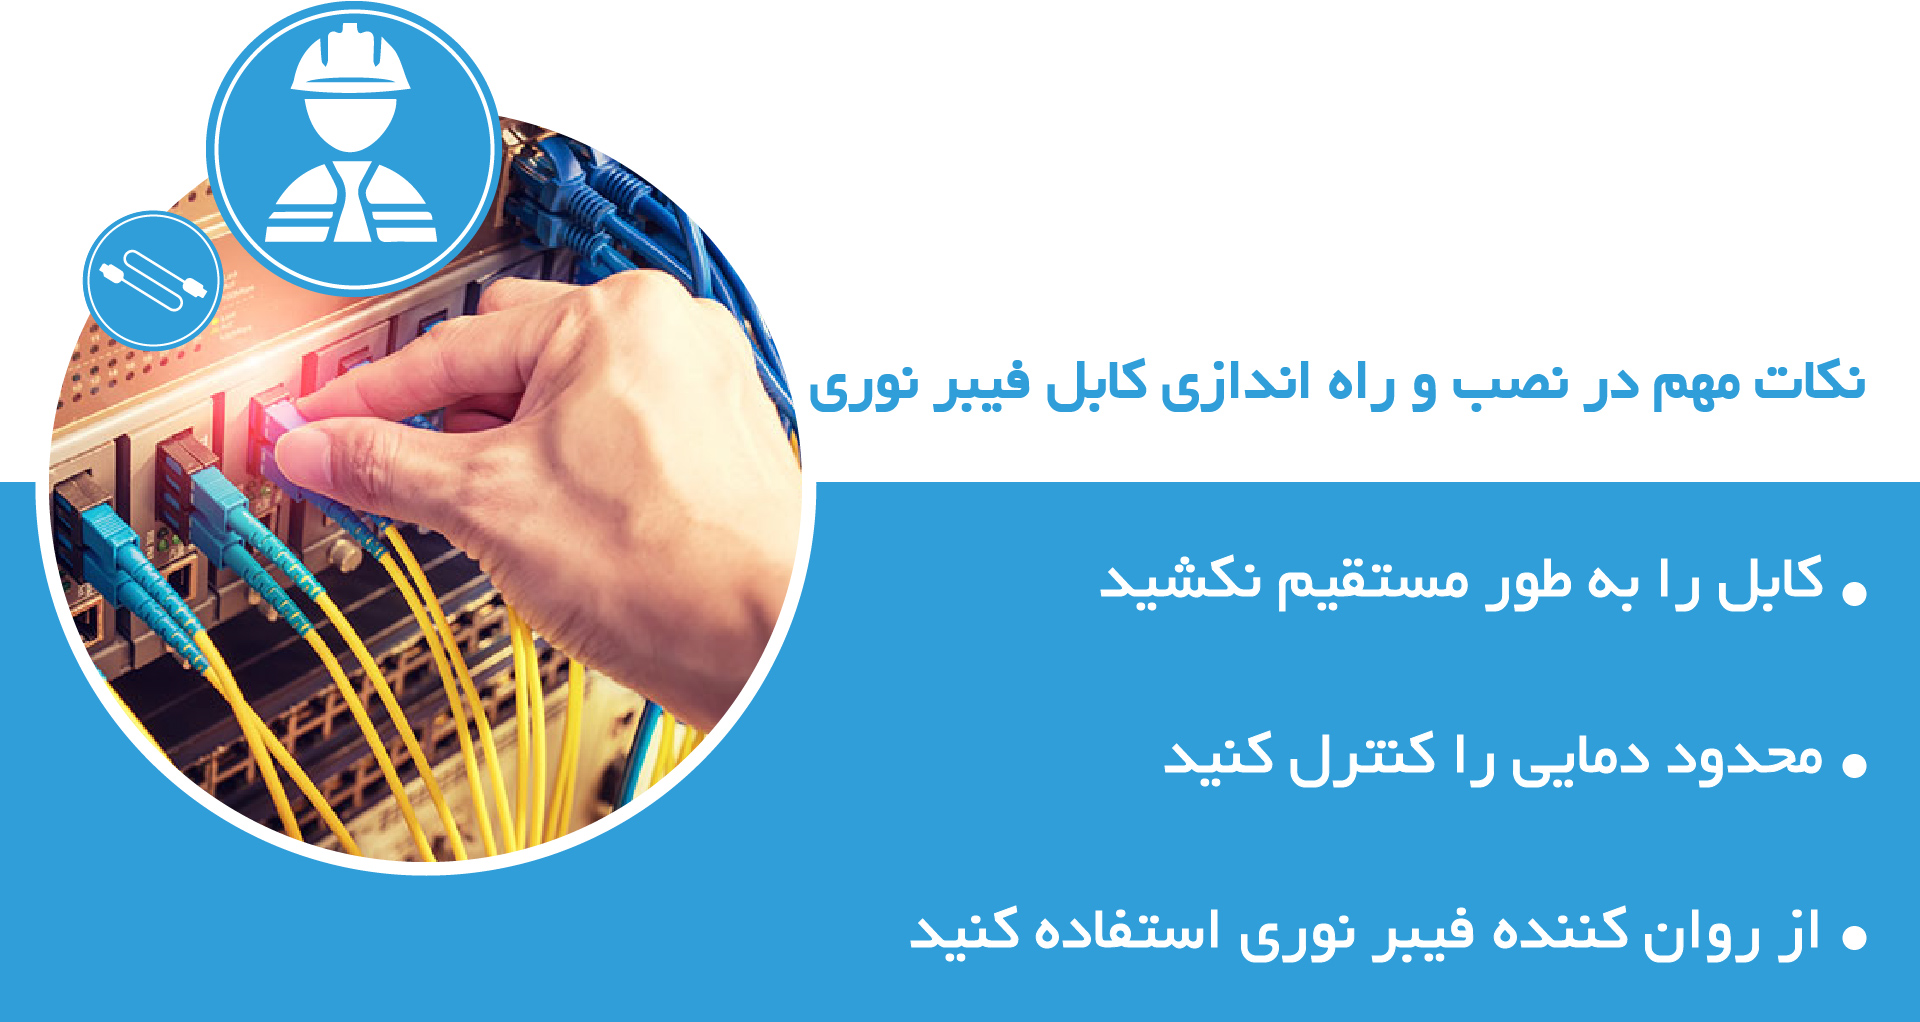 نکات مهم در نصب و راه اندازی کابل فیبر نوری
• کابل را به طور مستقیم نکشید
• محدود دمایی را کنترل کنید
• از روان کننده فیبر نوری استفاده کنید